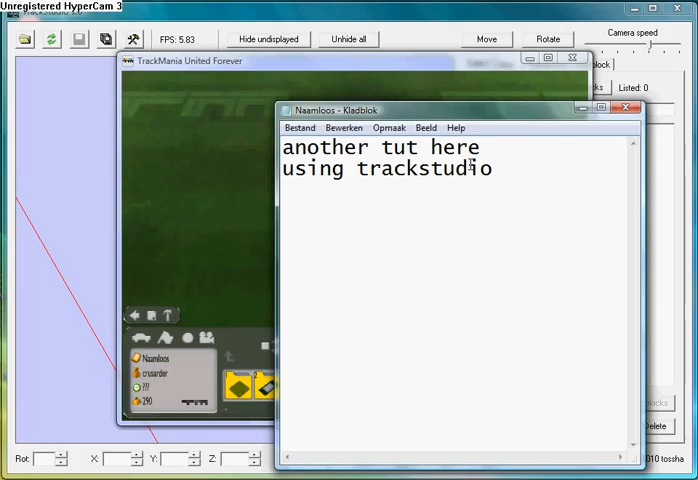 Unregistered HyperCam 3
FPS: 5.83
Hide undisplayed
Unhide all
Move
Rotate
Camera speed
TrackMania United Forever
block
Listed: 0
Naamloos - Kladblok
Bestand Bewerken Opmaak Beeld Help
another tut here
using trackstudio
Naamloos
crusarder
???
290
2
Delete
Rot:
X:
Y:
Z:
010 tossha